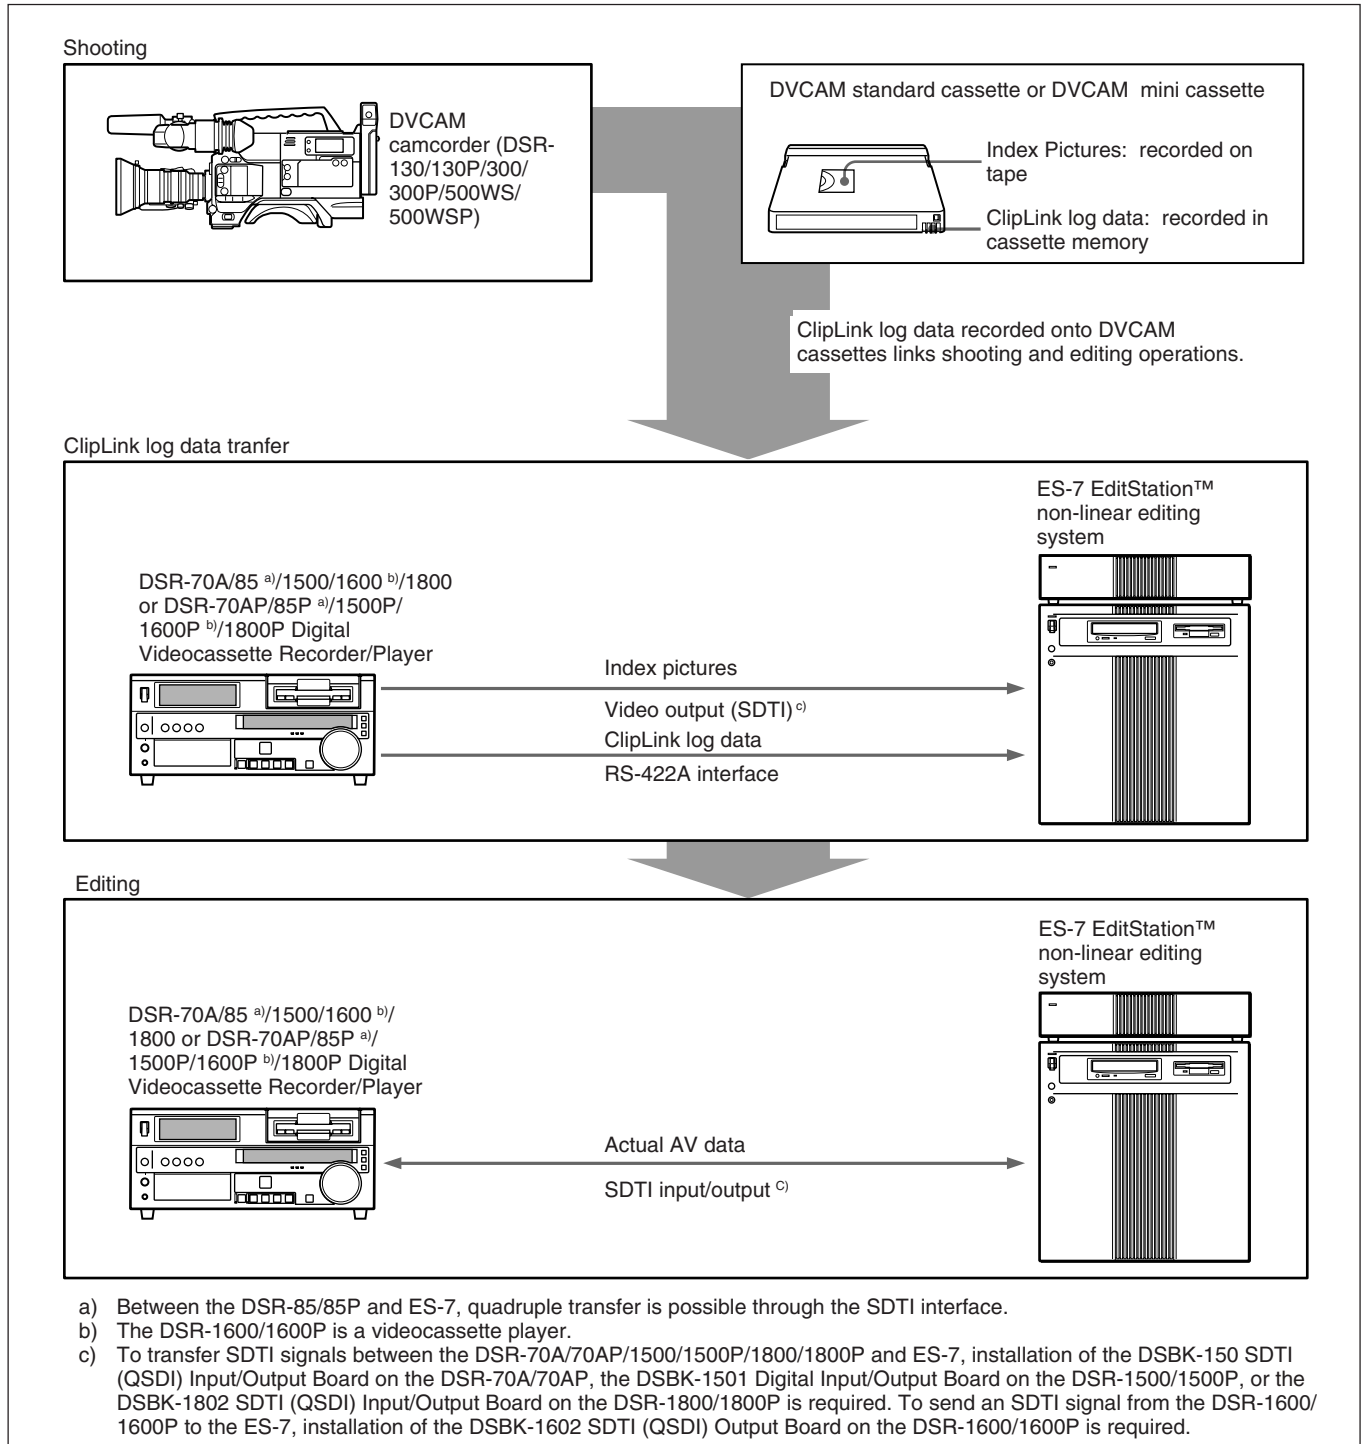 Shooting
DVCAM
camcorder (DSR-
130/130P/300/
300P/500WS/
500WSP)
DVCAM standard cassette or DVCAM  mini cassette
Index Pictures:  recorded on
tape
ClipLink log data:  recorded in
cassette memory
ClipLink log data recorded onto DVCAM
cassettes links shooting and editing operations.
ClipLink log data tranfer
ES-7 EditStation™
non-linear editing
system
DSR-70A/85 a)/1500/1600 b)/1800
or DSR-70AP/85P a)/1500P/
1600P b)/1800P Digital
Videocassette Recorder/Player
Index pictures
Video output (SDTI) c)
ClipLink log data
RS-422A interface
Editing
ES-7 EditStation™
non-linear editing
system
DSR-70A/85 a)/1500/1600 b)/
1800 or DSR-70AP/85P a)/
1500P/1600P b)/1800P Digital
Videocassette Recorder/Player
Actual AV data
SDTI input/output C)
a) Between the DSR-85/85P and ES-7, quadruple transfer is possible through the SDTI interface.
b) The DSR-1600/1600P is a videocassette player.
c) To transfer SDTI signals between the DSR-70A/70AP/1500/1500P/1800/1800P and ES-7, installation of the DSBK-150 SDTI
(QSDI) Input/Output Board on the DSR-70A/70AP, the DSBK-1501 Digital Input/Output Board on the DSR-1500/1500P, or the
DSBK-1802 SDTI (QSDI) Input/Output Board on the DSR-1800/1800P is required. To send an SDTI signal from the DSR-1600/
1600P to the ES-7, installation of the DSBK-1602 SDTI (QSDI) Output Board on the DSR-1600/1600P is required.